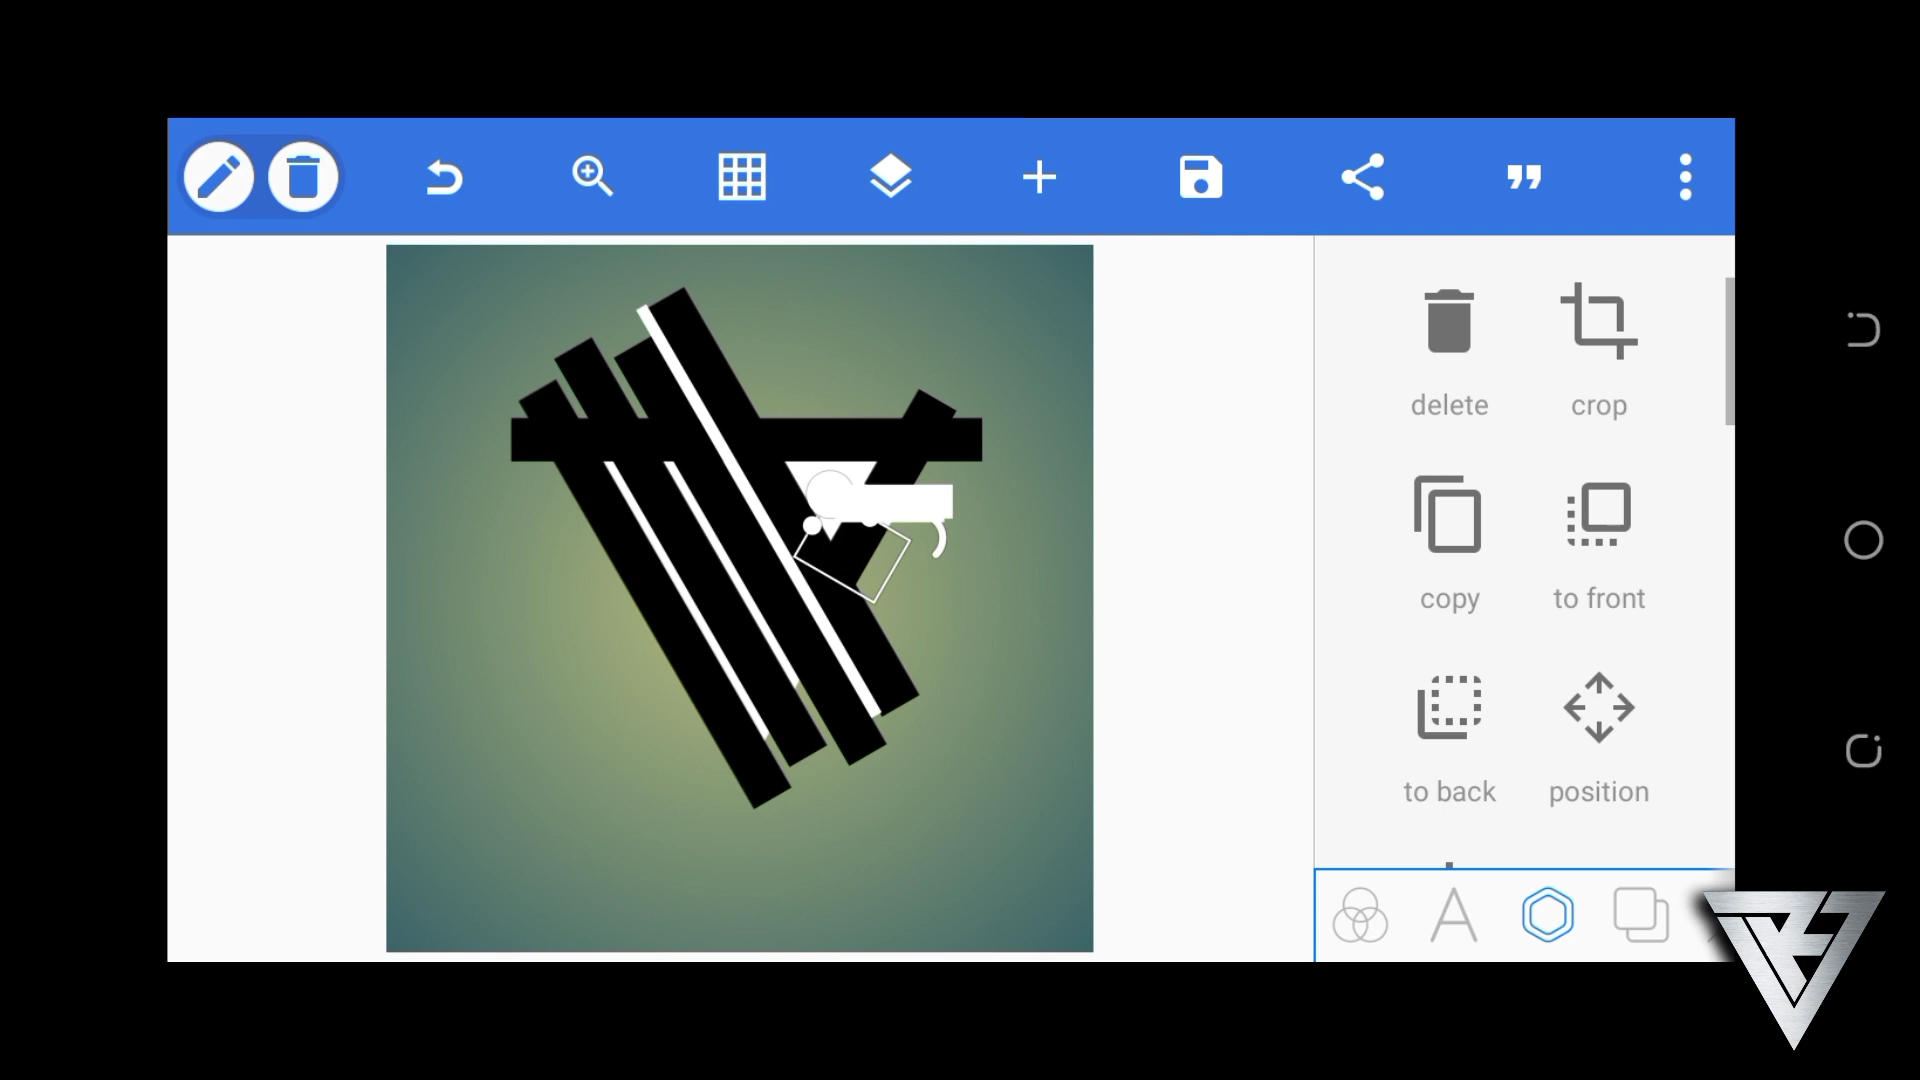 delete
crop
copy
to front
to back
position